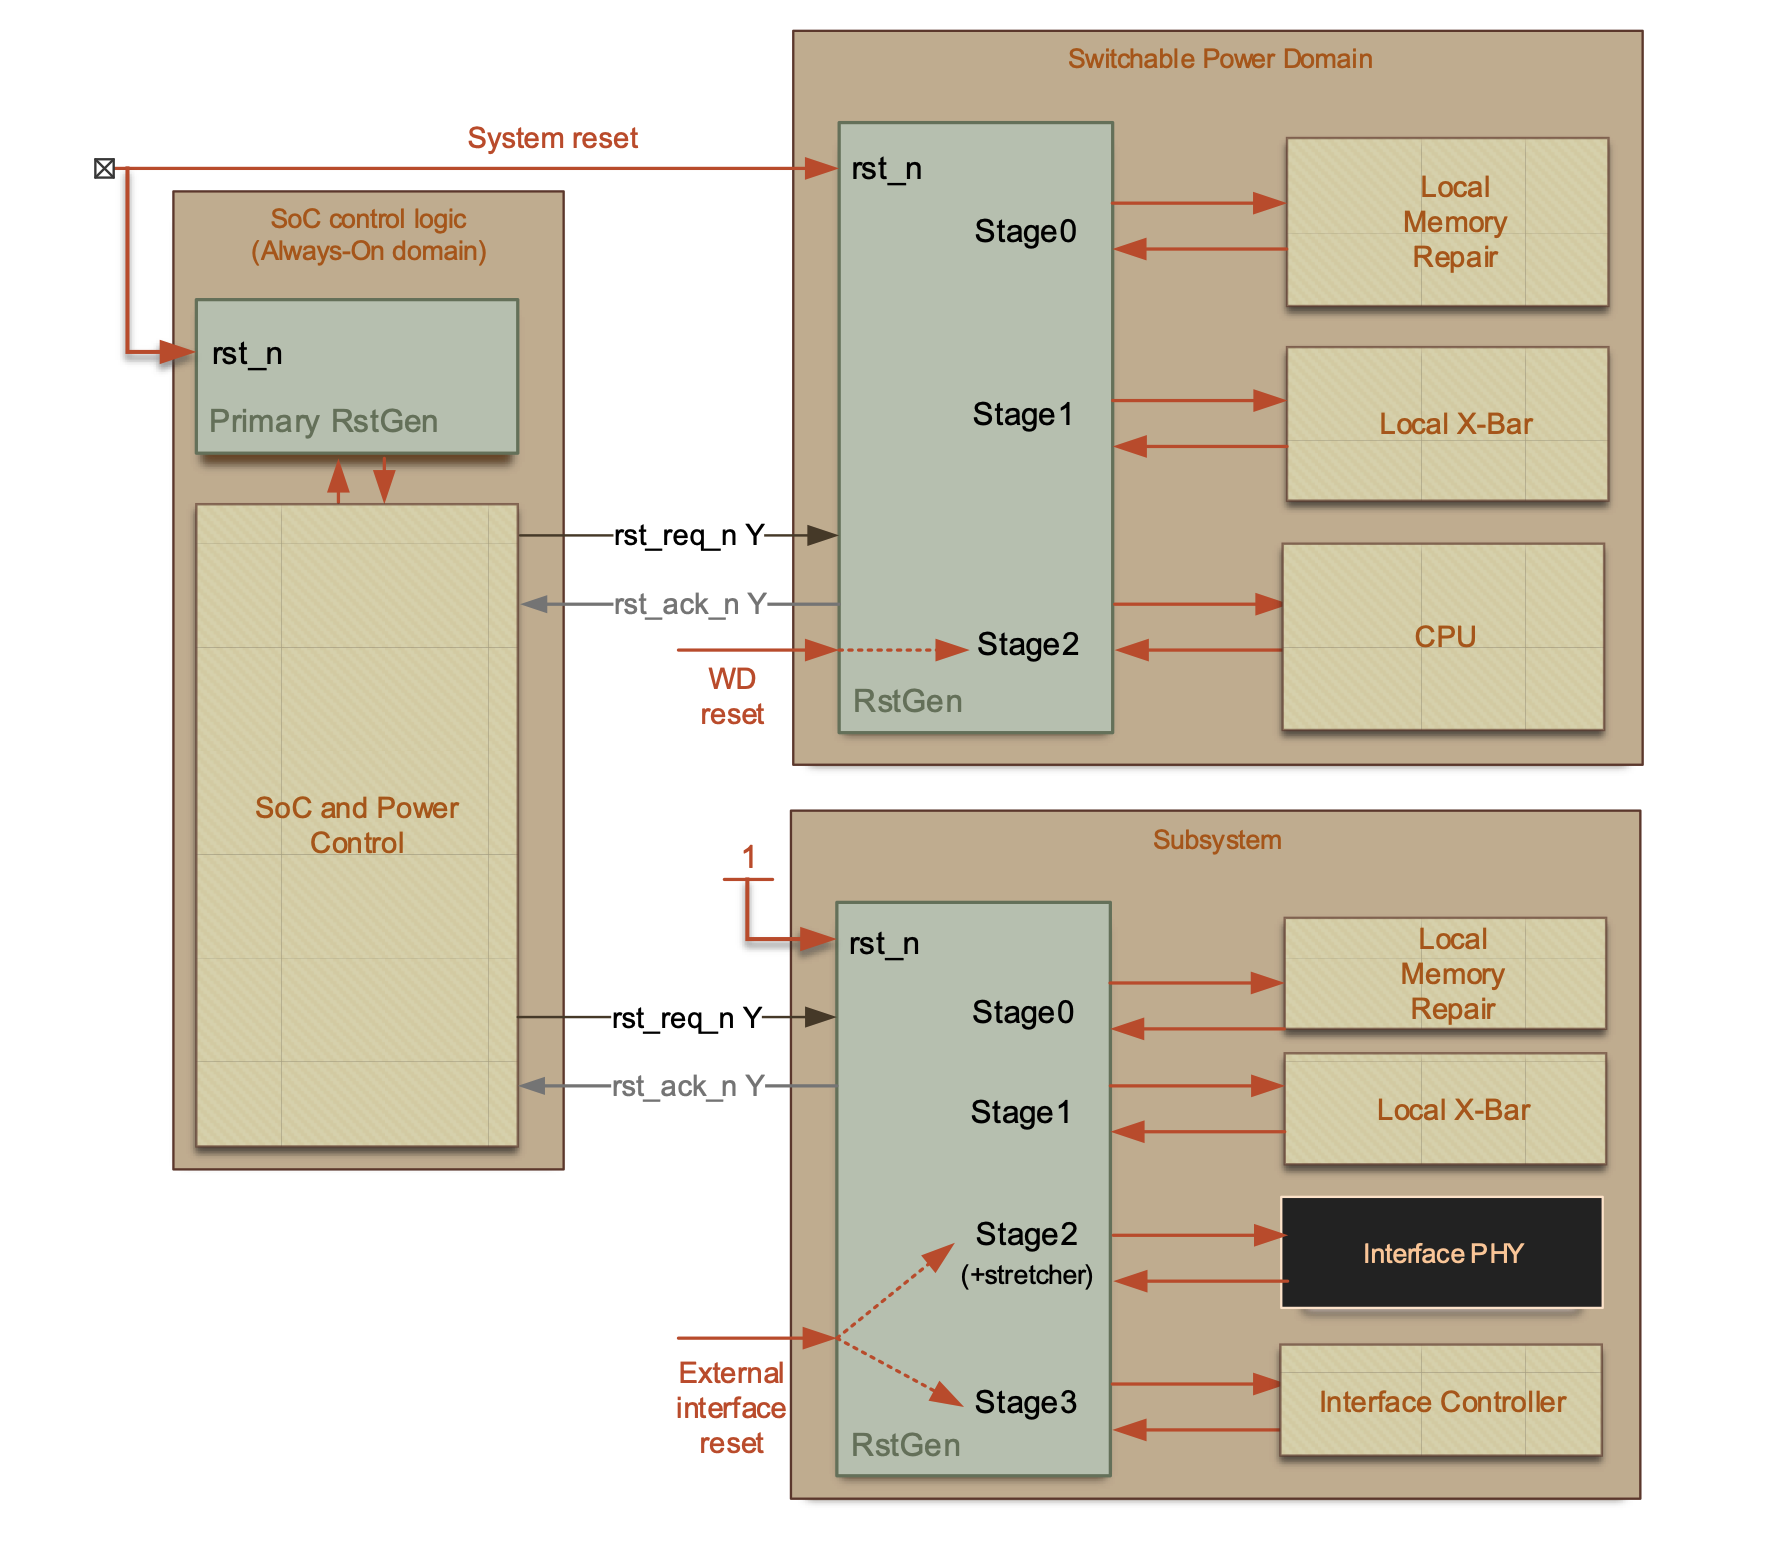 Switchable Power Domain
System reset
rst_n
Stage0
Local
Memory
Repair
SoC control logic
(Always-On domain)
rst_n
Primary RstGen
Stage1
Local X-Bar
rst_req_n Y
rst_ack_n Y
Stage2
CPU
WD
reset
RstGen
SoC and Power
Control
Subsystem
1
rst_n
Stage0
Local
Memory
Repair
rst_req_n Y
rst_ack_n Y
Stage1
Local X-Bar
Stage2
(+stretcher)
Interface PHY
External
interface
reset
Stage3
Interface Controller
RstGen